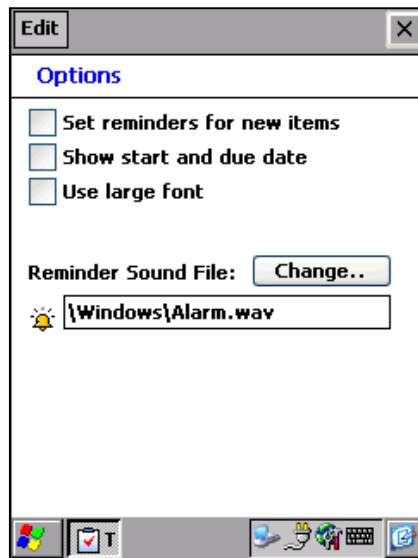 Edit
Options
Set reminders for new items
Show start and due date
Use large font
Reminder Sound File: Change..
\Windows\Alarm.wav
T